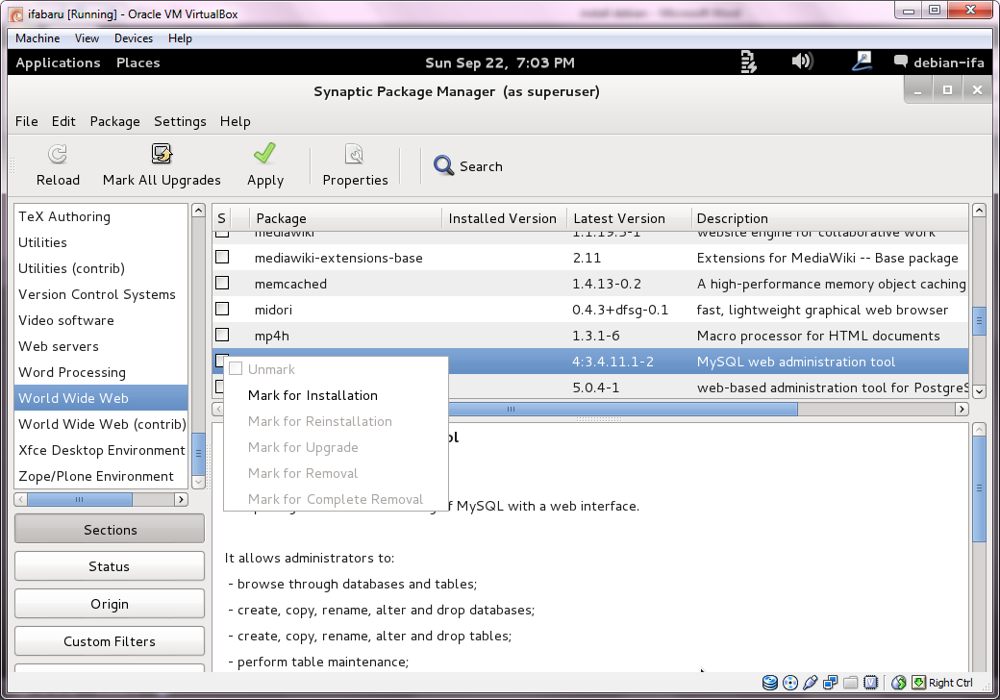 ifabaru [Running] - Oracle VM VirtualBox
install debian - Microsoft Word
Machine View Devices Help
Applications Places Sun Sep 22, 7:03 PM debian-ifa
Synaptic Package Manager (as superuser)
File Edit Package Settings Help
Reload Mark All Upgrades Apply Properties Search
TeX Authoring
Utilities
Utilities (contrib)
Version Control Systems
Video software
Web servers
Word Processing
World Wide Web
World Wide Web (contrib)
Xfce Desktop Environment
Zope/Plone Environment
Sections
Status
Origin
Custom Filters
S Package Installed Version Latest Version Description
mediawiki 1:1.19.5-1 website engine for collaborative work
mediawiki-extensions-base 2.11 Extensions for MediaWiki -- Base package
memcached 1.4.13-0.2 A high-performance memory object caching
midori 0.4.3+dfsg-0.1 fast, lightweight graphical web browser
mp4h 1.3.1-6 Macro processor for HTML documents
4:3.4.11.1-2 MySQL web administration tool
5.0.4-1 web-based administration tool for PostgreS
Unmark
Mark for Installation
Mark for Reinstallation
Mark for Upgrade
Mark for Removal
Mark for Complete Removal
ol
of MySQL with a web interface.
It allows administrators to:
- browse through databases and tables;
- create, copy, rename, alter and drop databases;
- create, copy, rename, alter and drop tables;
- perform table maintenance;
Right Ctrl